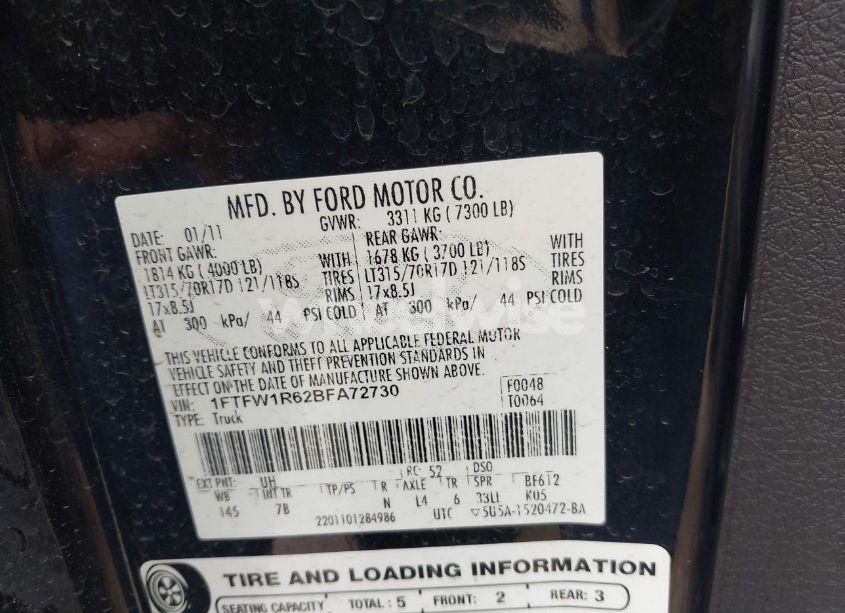 MFD. BY FORD MOTOR CO.
DATE: 01/11 GVWR: 3311 KG ( 7300 LB)
FRONT GAWR: REAR GAWR:
1814 KG ( 4000 LB) WITH 1678 KG ( 3700 LB) WITH
LT315/70R17D 121/118S TIRES LT315/70R17D 121/118S TIRES
17x8.5J RIMS 17x8.5J RIMS
AT 300 kPa/ 44 PSI COLD AT 300 kPa/ 44 PSI COLD
wheelwise
THIS VEHICLE CONFORMS TO ALL APPLICABLE FEDERAL MOTOR
VEHICLE SAFETY AND THEFT PREVENTION STANDARDS IN
EFFECT ON THE DATE OF MANUFACTURE SHOWN ABOVE.
VIN: 1FTFW1R62BFA72730 F0048
TYPE: Truck T0064
EXT PNT: UH RC: 52 DSO
WB INT TR TP/PS R AXLE TR SPR BF612
145 7B N L4 6 33LL K05
2201101284986 UTC ▽5U5A-1520472-BA
TIRE AND LOADING INFORMATION
SEATING CAPACITY TOTAL: 5 FRONT: 2 REAR: 3